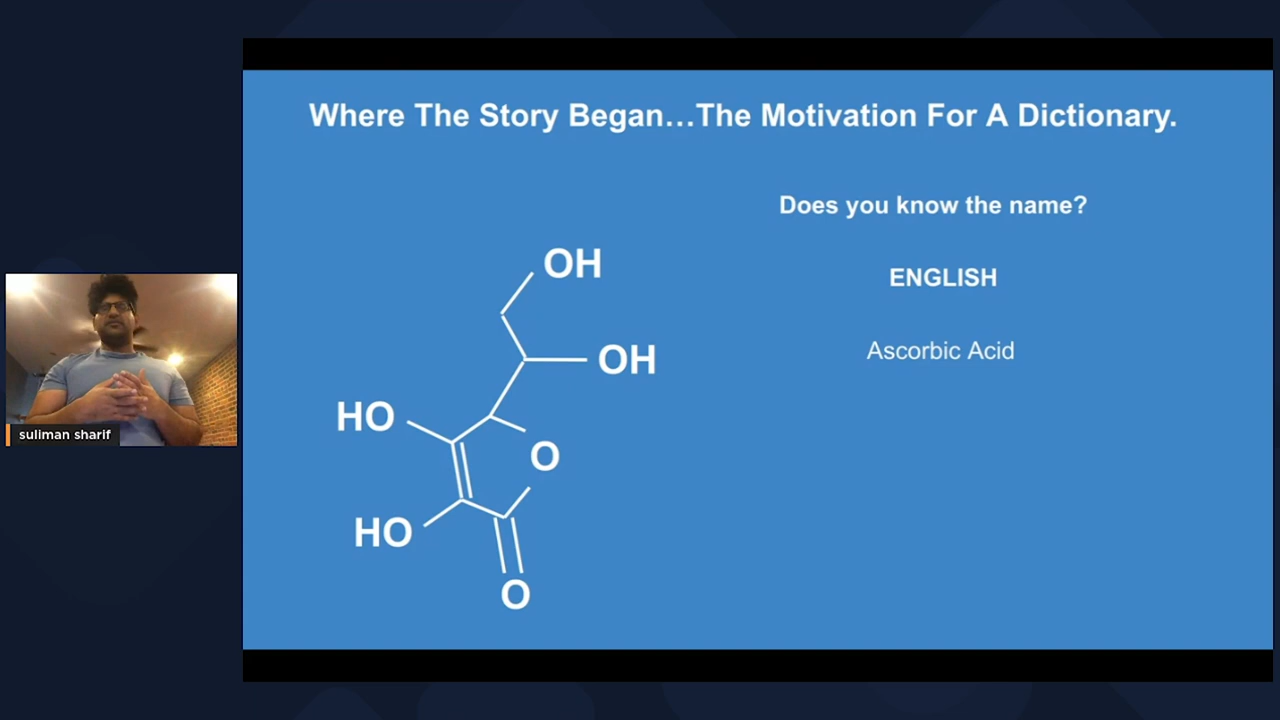 Where The Story Began...The Motivation For A Dictionary.
Does you know the name?
ENGLISH
Ascorbic Acid
OH
OH
HO
O
HO
O
suliman sharif